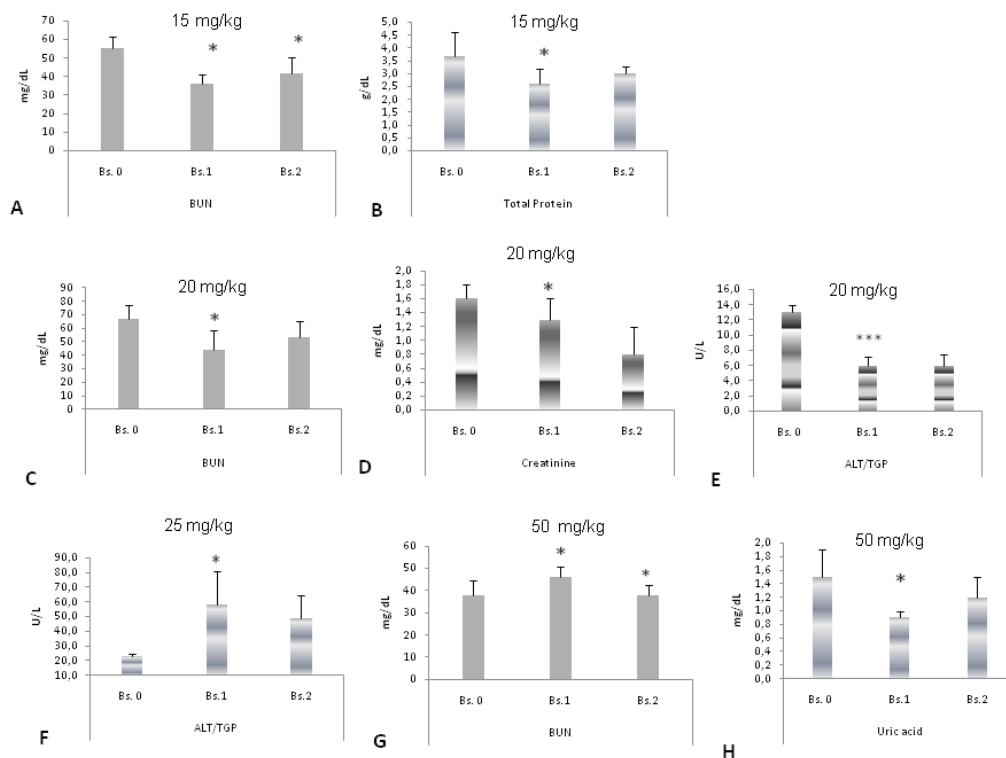 15 mg/kg
mg/dL
70
60
50
40
30
20
10
0
*
*
Bs. 0 Bs.1 Bs.2
BUN
A
15 mg/kg
g/dL
5,0
4,5
4,0
3,5
3,0
2,5
2,0
1,5
1,0
0,5
0,0
*
Bs. 0 Bs.1 Bs.2
Total Protein
B
20 mg/kg
mg/dL
90
80
70
60
50
40
30
20
10
0
*
Bs. 0 Bs.1 Bs.2
BUN
C
20 mg/kg
mg/dL
2,0
1,8
1,6
1,4
1,2
1,0
0,8
0,6
0,4
0,2
0,0
*
Bs. 0 Bs.1 Bs.2
Creatinine
D
20 mg/kg
U/L
16,0
14,0
12,0
10,0
8,0
6,0
4,0
2,0
0,0
***
Bs. 0 Bs.1 Bs.2
ALT/TGP
E
25 mg/kg
U/L
90,0
80,0
70,0
60,0
50,0
40,0
30,0
20,0
10,0
*
Bs. 0 Bs.1 Bs.2
ALT/TGP
F
50 mg/kg
mg/dL
60
50
40
30
20
10
0
*
*
Bs. 0 Bs.1 Bs.2
BUN
G
50 mg/kg
mg/dL
2,0
1,8
1,6
1,4
1,2
1,0
0,8
0,6
0,4
0,2
0,0
*
Bs. 0 Bs.1 Bs.2
Uric acid
H